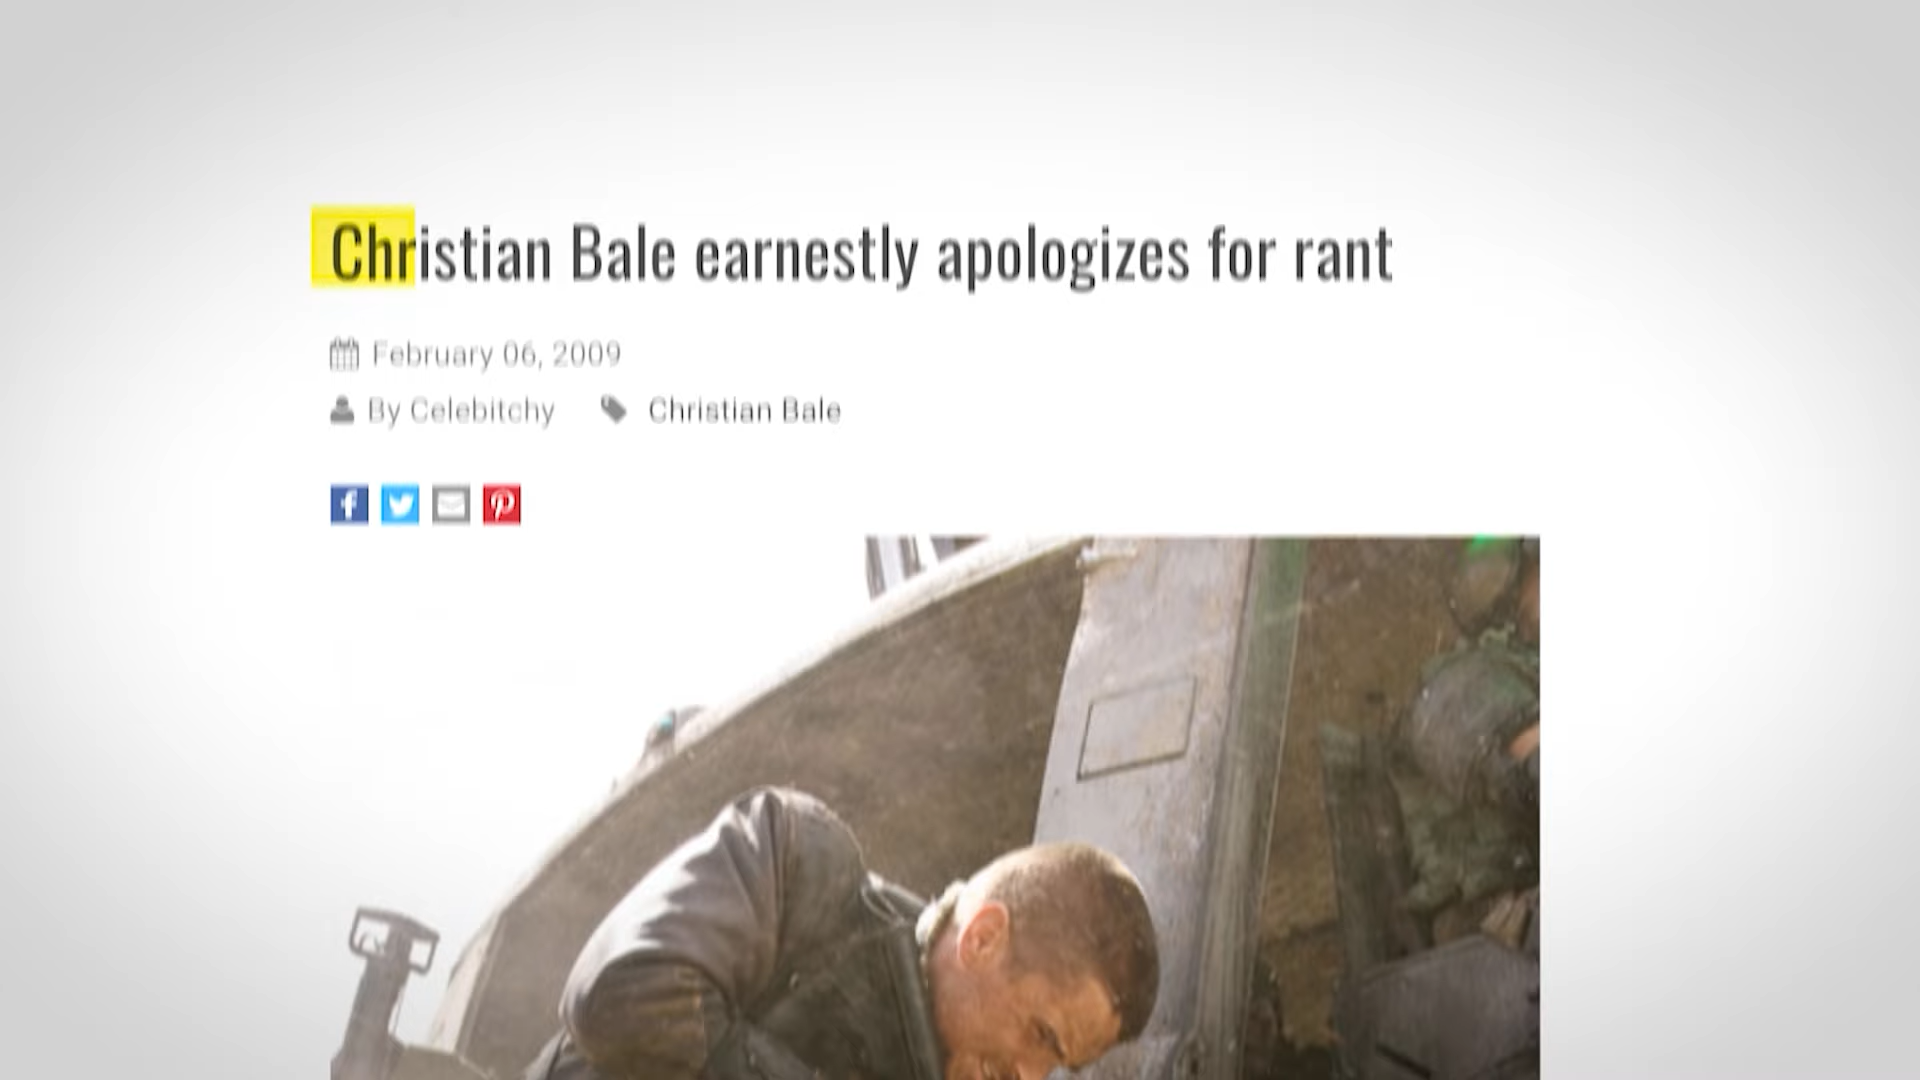 Christian Bale earnestly apologizes for rant
February 06, 2009
By Celebitchy Christian Bale